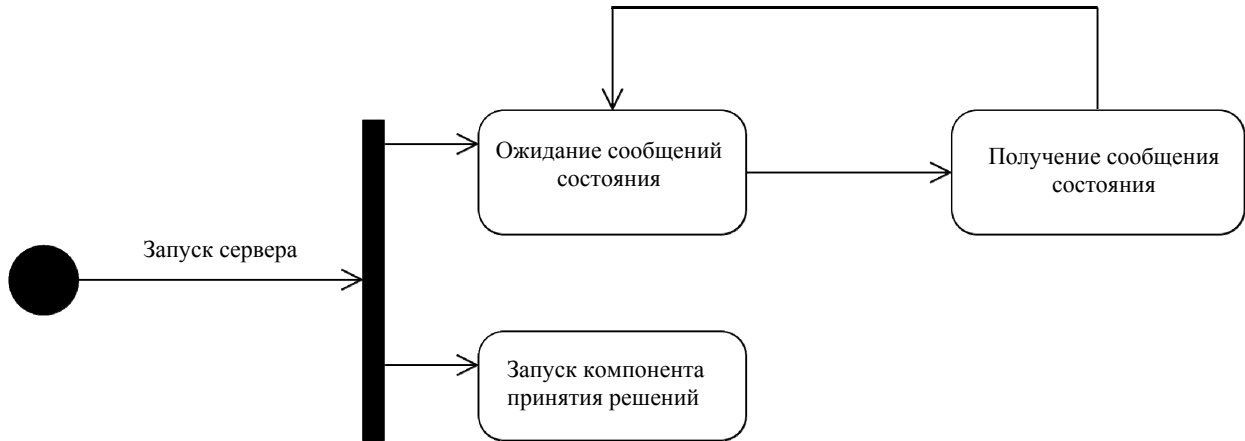 Ожидание сообщений
состояния
Получение сообщения
состояния
Запуск сервера
Запуск компонента
принятия решений